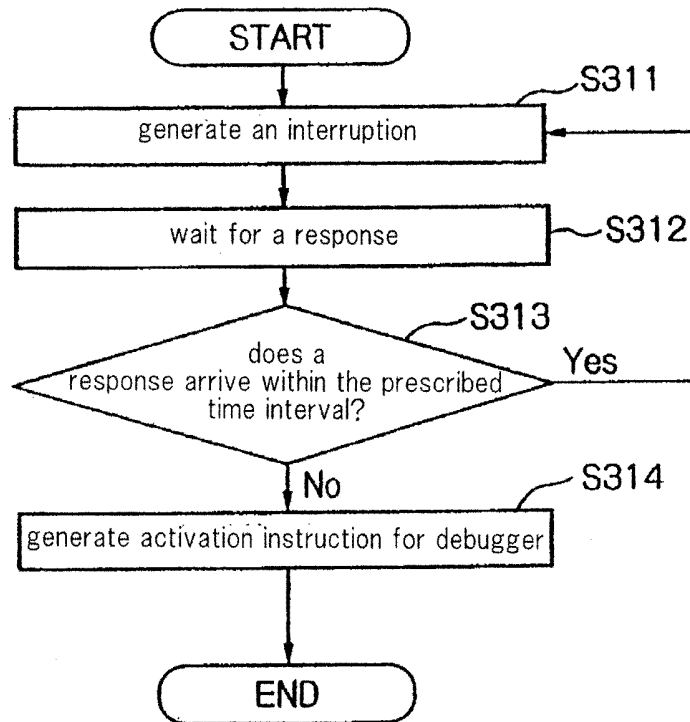 START
S311
generate an interruption
wait for a response
S312
S313
does a
response arrive within the prescribed
time interval?
Yes
No
S314
generate activation instruction for debugger
END